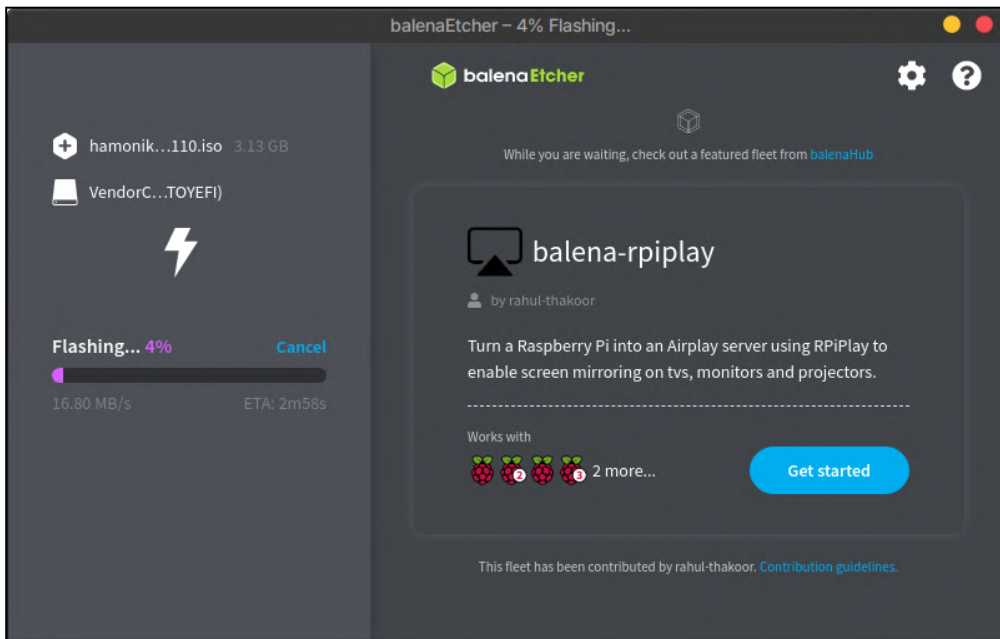 balenaEtcher – 4% Flashing...
hamonik...110.iso 3.13 GB
VendorC...TOYEFI)
Flashing... 4% Cancel
16.80 MB/s ETA: 2m58s
balenaEtcher
While you are waiting, check out a featured fleet from balenaHub
balena-rpiplay
by rahul-thakoor
Turn a Raspberry Pi into an Airplay server using RPiPlay to
enable screen mirroring on tvs, monitors and projectors.
Works with
2 3 2 more...
Get started
This fleet has been contributed by rahul-thakoor. Contribution guidelines.